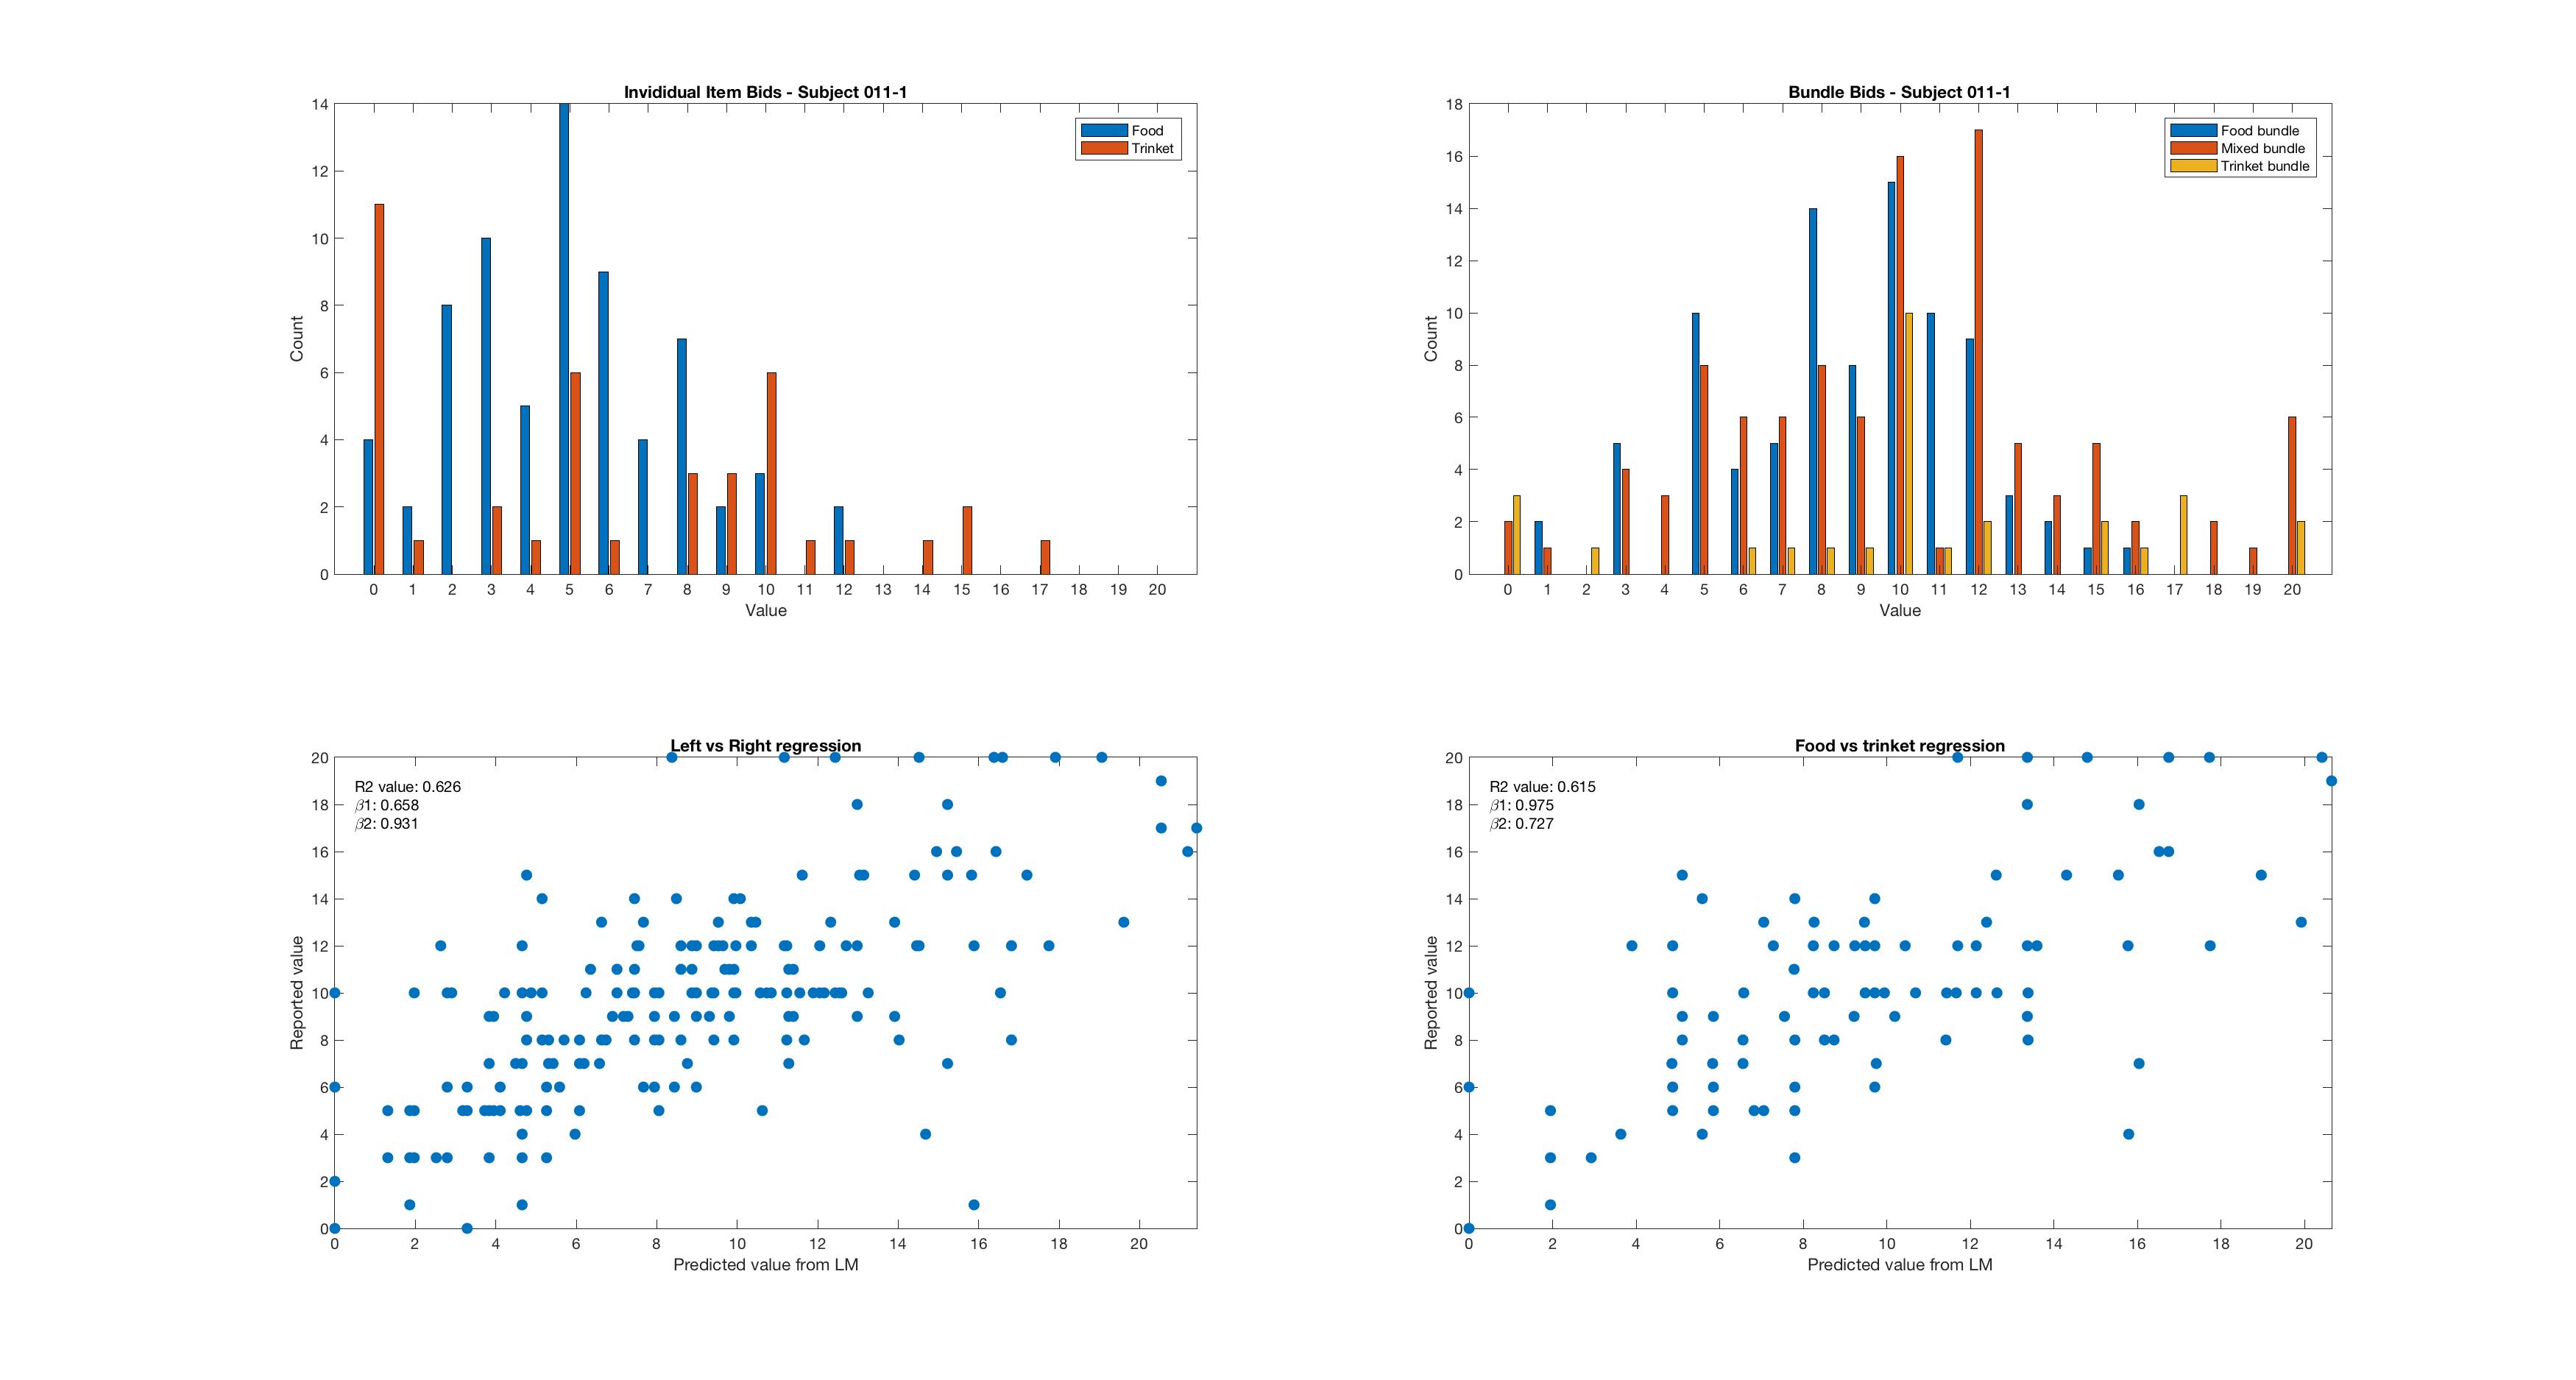 Invididual Item Bids - Subject 011-1
14
12
10
8
6
4
2
0
Count
0 1 2 3 4 5 6 7 8 9 10 11 12 13 14 15 16 17 18 19 20
Value
Food
Trinket
Bundle Bids - Subject 011-1
18
16
14
12
10
8
6
4
2
0
Count
0 1 2 3 4 5 6 7 8 9 10 11 12 13 14 15 16 17 18 19 20
Value
Food bundle
Mixed bundle
Trinket bundle
Left vs Right regression
20
18
16
14
12
10
8
6
4
2
0
Reported value
R2 value: 0.626
β1: 0.658
β2: 0.931
0 2 4 6 8 10 12 14 16 18 20
Predicted value from LM
Food vs trinket regression
20
18
16
14
12
10
8
6
4
2
0
Reported value
R2 value: 0.615
β1: 0.975
β2: 0.727
0 2 4 6 8 10 12 14 16 18 20
Predicted value from LM